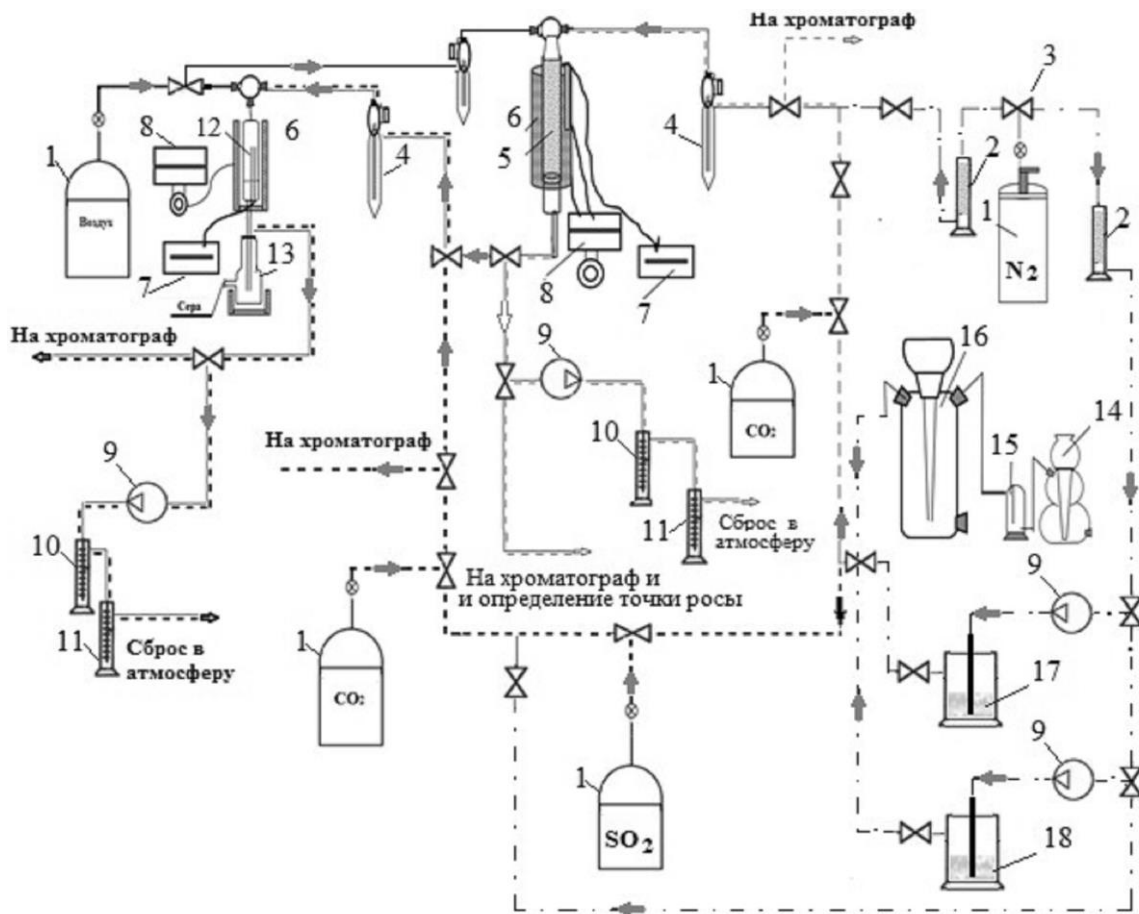 На хроматограф
3
8
12
6
6
5
4
4
2
1
N2
2
1
Воздух
7
13
Сера
8
7
На хроматограф
9
1
CO2
16
14
15
10
11
Сброс в
атмосферу
На хроматограф
9
10
11
Сброс в
атмосферу
На хроматограф и
и определение точки росы
1
CO2
9
17
9
18
1
SO2